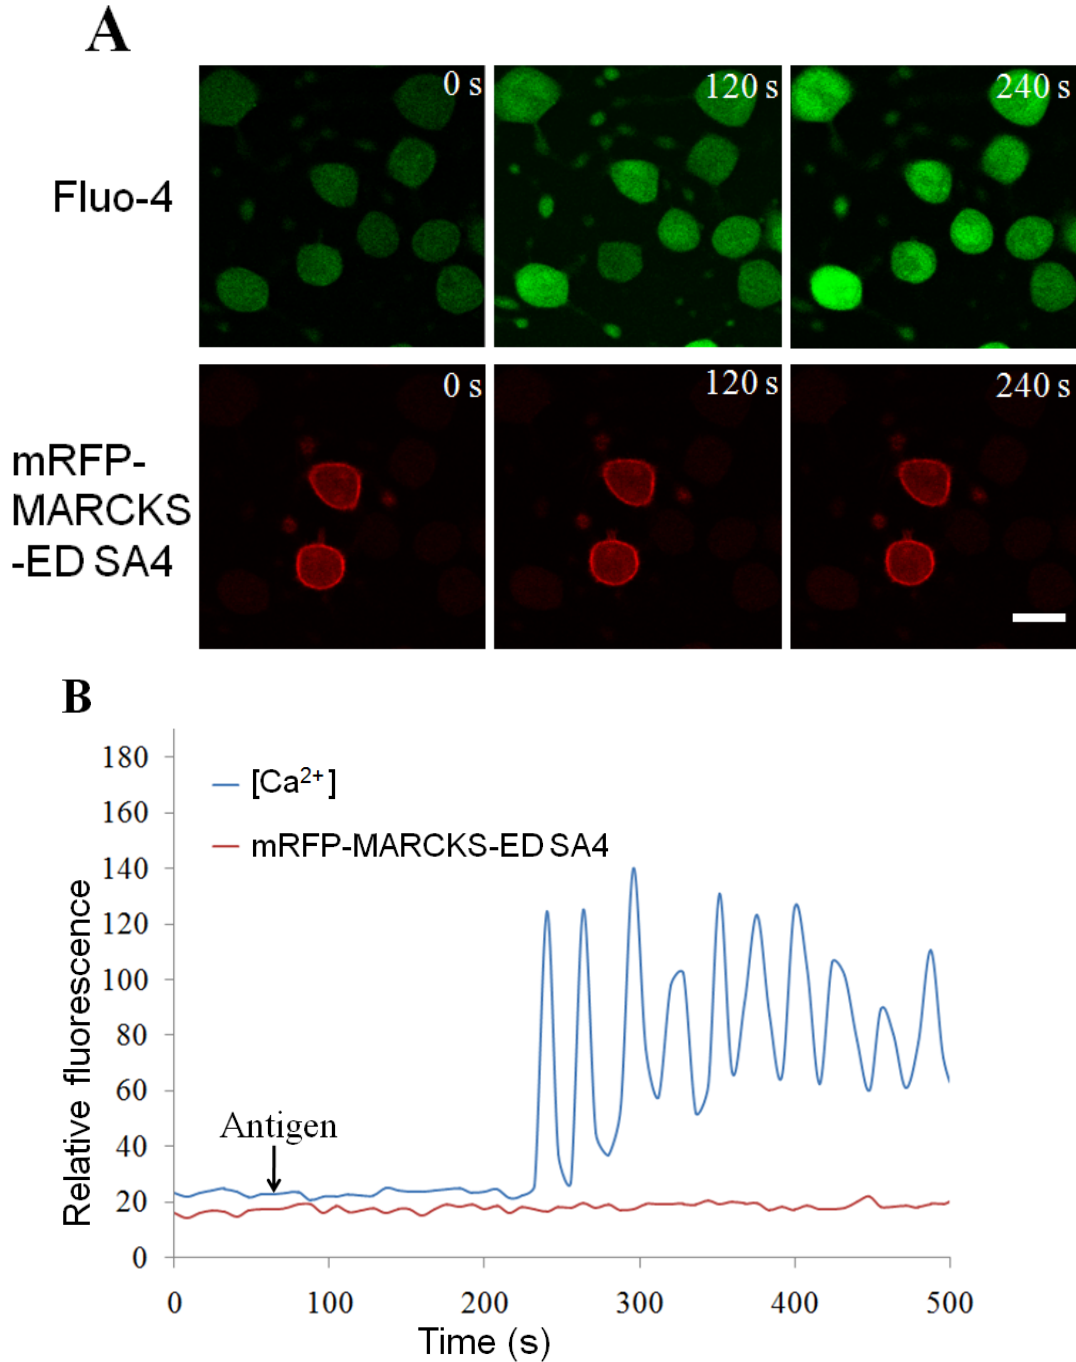 A
Fluo-4
0 s
120 s
240 s
mRFP-
MARCKS
-ED SA4
0 s
120 s
240 s
B
[Ca²⁺]
mRFP-MARCKS-ED SA4
Antigen
Relative fluorescence
180
160
140
120
100
80
60
40
20
0
0
100
200
300
400
500
Time (s)